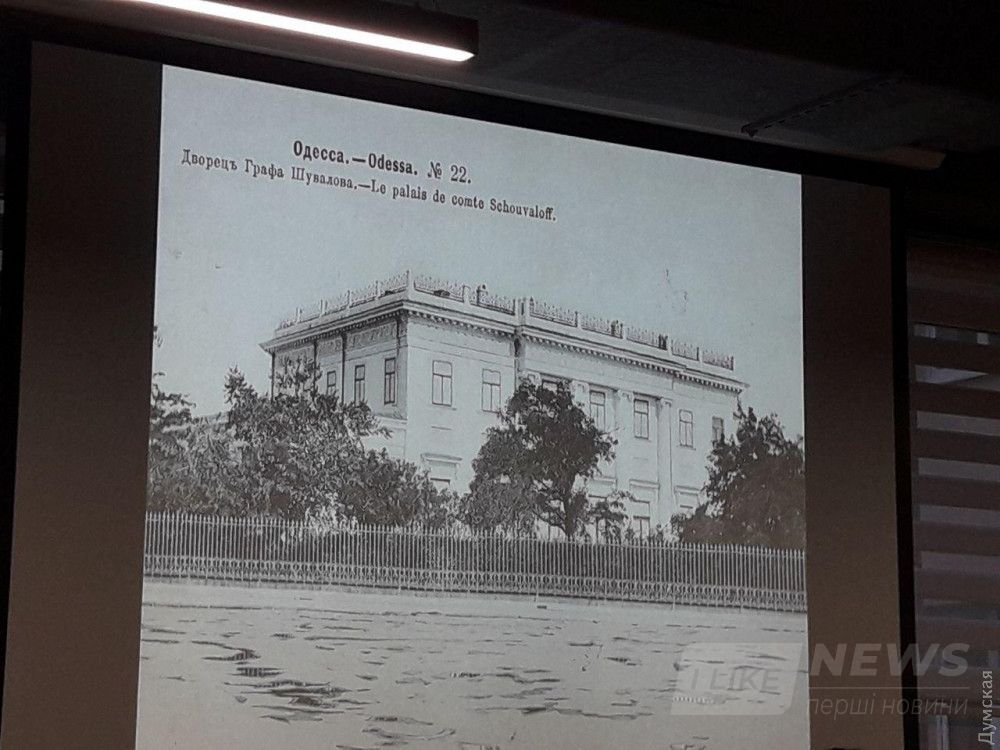 Одесса.—Odessa. № 22.
Дворецъ Графа Шувалова.—Le palais de comte Schouvaloff.
I LIKE
NEWS
перші новини
Думская